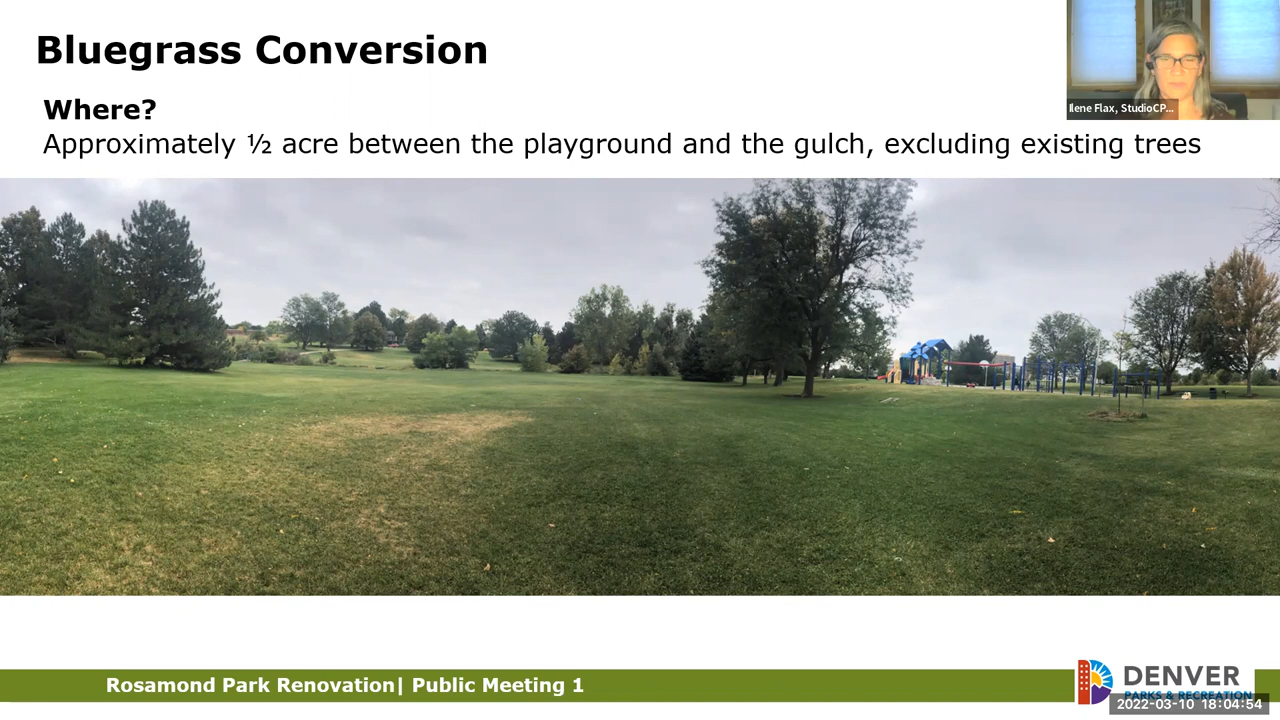 Bluegrass Conversion
Ilene Flax, StudioCP...
Where?
Approximately ½ acre between the playground and the gulch, excluding existing trees
Rosamond Park Renovation| Public Meeting 1
DENVER
PARKS & RECREATION
2022-03-10 18:04:54